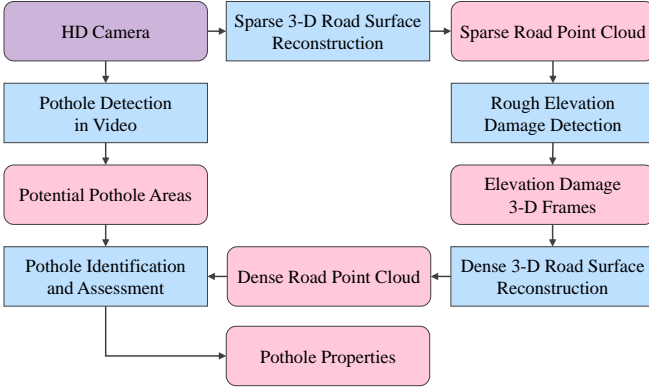 HD Camera
Sparse 3-D Road Surface
Reconstruction
Sparse Road Point Cloud
Pothole Detection
in Video
Rough Elevation
Damage Detection
Potential Pothole Areas
Elevation Damage
3-D Frames
Pothole Identification
and Assessment
Dense Road Point Cloud
Dense 3-D Road Surface
Reconstruction
Pothole Properties